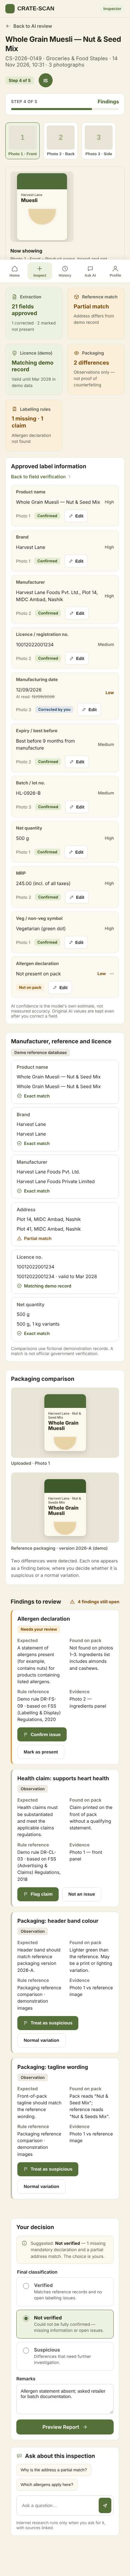 CRATE-SCAN
Inspector
Back to AI review
Whole Grain Muesli — Nut & Seed
Mix
CS-2026-0149 · Groceries & Food Staples · 14
Nov 2026, 10:31 · 3 photographs
Step 4 of 5
STEP 4 OF 5
Findings
1
Photo 1 · Front
2
Photo 2 · Back
3
Photo 3 · Side
Harvest Lane
Muesli
Now showing
Home
Inspect
History
Ask AI
Profile
Extraction
21 fields
approved
1 corrected · 2 marked
not present
Reference match
Partial match
Address differs from
demo record
Licence (demo)
Matching demo
record
Valid until Mar 2028 in
demo data
Packaging
2 differences
Observations only —
not proof of
counterfeiting
Labelling rules
1 missing · 1
claim
Allergen declaration
not found
Approved label information
Back to field verification
Product name
Whole Grain Muesli — Nut & Seed Mix
High
Photo 1
Confirmed
Edit
Brand
Harvest Lane
High
Photo 1
Confirmed
Edit
Manufacturer
Harvest Lane Foods Pvt. Ltd., Plot 14,
MIDC Ambad, Nashik
High
Photo 2
Confirmed
Edit
Licence / registration no.
10012022001234
Medium
Photo 2
Confirmed
Edit
Manufacturing date
12/09/2026
Low
Photo 3
Corrected by you
Edit
Expiry / best before
Best before 9 months from
manufacture
Medium
Photo 2
Confirmed
Edit
Batch / lot no.
HL-0926-B
Medium
Photo 3
Confirmed
Edit
Net quantity
500 g
High
Photo 1
Confirmed
Edit
MRP
245.00 (incl. of all taxes)
High
Photo 2
Confirmed
Edit
Veg / non-veg symbol
Vegetarian (green dot)
High
Photo 1
Confirmed
Edit
Allergen declaration
Not present on pack
Low
—
Not on pack
Edit
AI confidence is the model's own estimate, not
measured accuracy. Original AI values are kept even
after you correct a field.
Manufacturer, reference and licence
Demo reference database
Product name
Whole Grain Muesli — Nut & Seed Mix
Whole Grain Muesli — Nut & Seed Mix
Exact match
Brand
Harvest Lane
Harvest Lane
Exact match
Manufacturer
Harvest Lane Foods Pvt. Ltd.
Harvest Lane Foods Private Limited
Exact match
Address
Plot 14, MIDC Ambad, Nashik
Plot 41, MIDC Ambad, Nashik
Partial match
Licence no.
10012022001234
10012022001234 · valid to Mar 2028
Matching demo record
Net quantity
500 g
500 g, 1 kg variants
Exact match
Comparisons use fictional demonstration records. A
match is not official government verification.
Packaging comparison
Harvest Lane · Nut &
Seed Mix
Whole Grain
Muesli
Uploaded · Photo 1
Harvest Lane · Nut &
Seeds Mix
Whole Grain
Muesli
Reference packaging · version 2026-A (demo)
Two differences were detected. Each one appears
as a finding below, where you decide whether it is
suspicious or a normal variation.
Findings to review
4 findings still open
Allergen declaration
Needs your review
Expected
A statement of
allergens present
(for example,
contains nuts) for
products containing
listed allergens.
Found on pack
Not found on photos
1–3. Ingredients list
includes almonds
and cashews.
Rule reference
Demo rule DR-FS-
09 · based on FSS
(Labelling & Display)
Regulations, 2020
Evidence
Photo 2 —
ingredients panel
Confirm issue
Mark as present
Health claim: supports heart health
Observation
Expected
Health claims must
be substantiated
and meet the
applicable claims
regulations.
Found on pack
Claim printed on the
front of pack
without a qualifying
statement.
Rule reference
Demo rule DR-CL-
03 · based on FSS
(Advertising &
Claims) Regulations,
2018
Evidence
Photo 1 — front
panel
Flag claim
Not an issue
Packaging: header band colour
Observation
Expected
Header band should
match reference
packaging version
2026-A.
Found on pack
Lighter green than
the reference. May
be a print or lighting
variation.
Rule reference
Packaging reference
comparison ·
demonstration
images
Evidence
Photo 1 vs reference
image
Treat as suspicious
Normal variation
Packaging: tagline wording
Observation
Expected
Front-of-pack
tagline should match
the reference
wording.
Found on pack
Pack reads "Nut &
Seed Mix";
reference reads
"Nut & Seeds Mix".
Rule reference
Packaging reference
comparison ·
demonstration
images
Evidence
Photo 1 vs reference
image
Treat as suspicious
Normal variation
Your decision
Suggested: Not verified — 1 missing
mandatory declaration and a partial
address match. The choice is yours.
Final classification
Verified
Matches reference records and no
open labelling issues.
Not verified
Could not be fully confirmed —
missing information or open issues.
Suspicious
Differences that need further
investigation.
Remarks
Allergen statement absent; asked retailer
for batch documentation.
Preview Report
Ask about this inspection
Why is the address a partial match?
Which allergens apply here?
Ask a question...
Internet research runs only when you ask for it,
with sources linked.